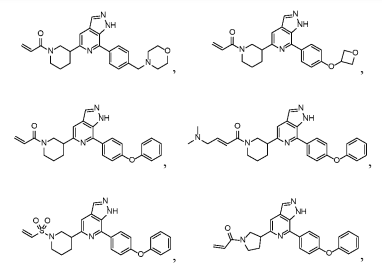 N N
O NH O NH
N N O
N N O ,
N O ,
N N
O NH O NH
N N N
N N
O , O ,
N N
O O NH NH
S N O N
N N
O , O ,